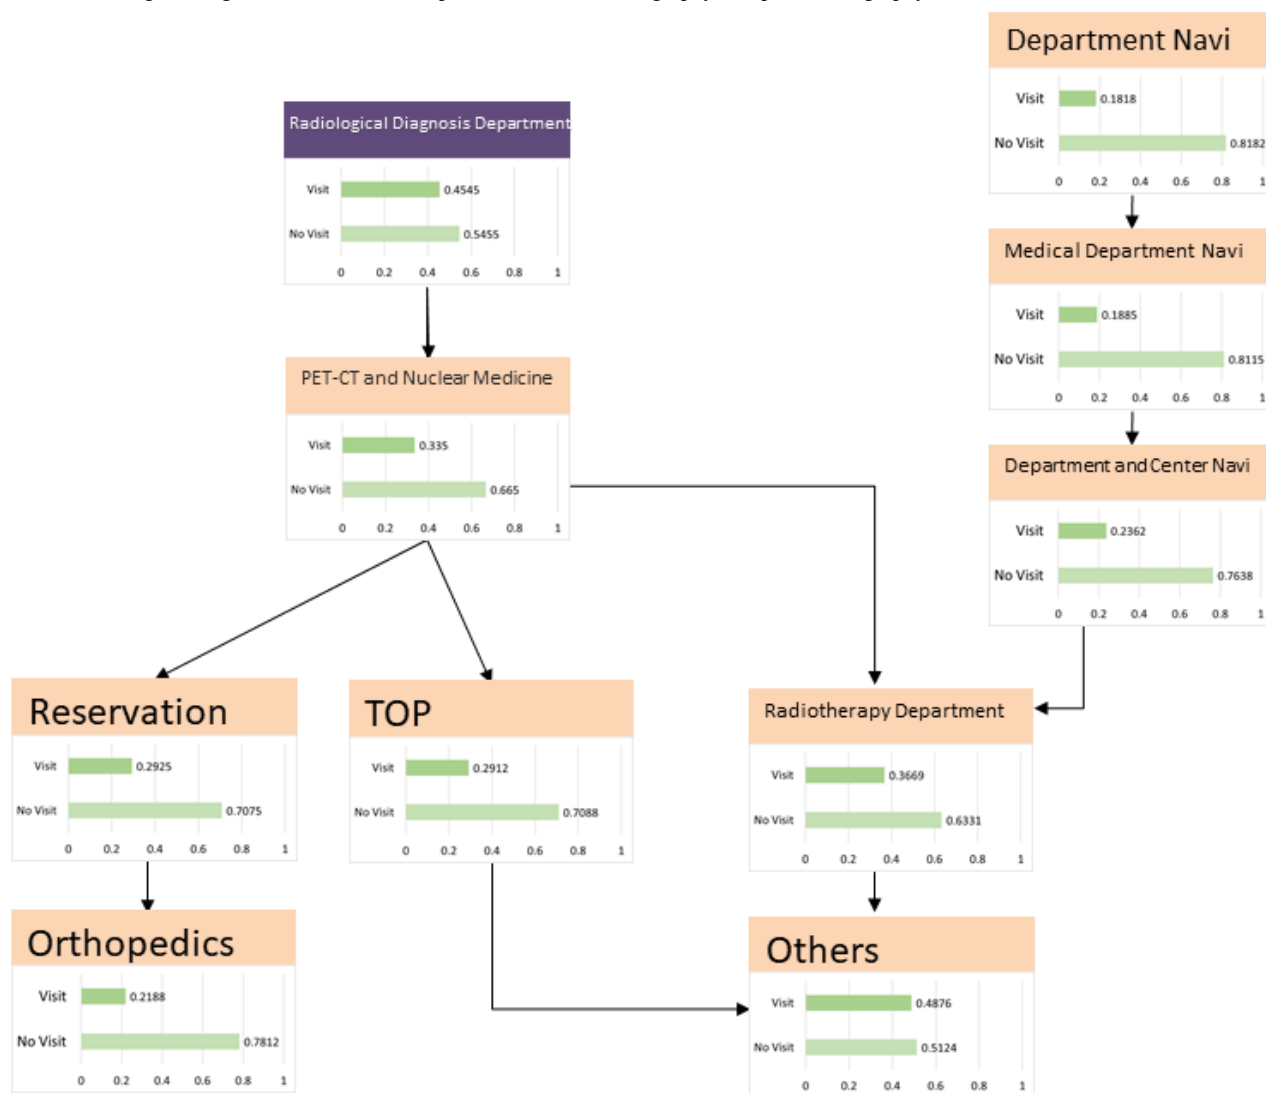 Department Navi
Visit 0.1818
No Visit 0.8182
0 0.2 0.4 0.6 0.8 1
Radiological Diagnosis Department
Visit 0.4545
No Visit 0.5455
0 0.2 0.4 0.6 0.8 1
Medical Department Navi
Visit 0.1885
No Visit 0.8115
0 0.2 0.4 0.6 0.8 1
PET-CT and Nuclear Medicine
Visit 0.335
No Visit 0.665
0 0.2 0.4 0.6 0.8 1
Department and Center Navi
Visit 0.2362
No Visit 0.7638
0 0.2 0.4 0.6 0.8 1
Reservation
Visit 0.2925
No Visit 0.7075
0 0.2 0.4 0.6 0.8 1
TOP
Visit 0.2912
No Visit 0.7088
0 0.2 0.4 0.6 0.8 1
Radiotherapy Department
Visit 0.3669
No Visit 0.6331
0 0.2 0.4 0.6 0.8 1
Orthopedics
Visit 0.2188
No Visit 0.7812
0 0.2 0.4 0.6 0.8 1
Others
Visit 0.4876
No Visit 0.5124
0 0.2 0.4 0.6 0.8 1